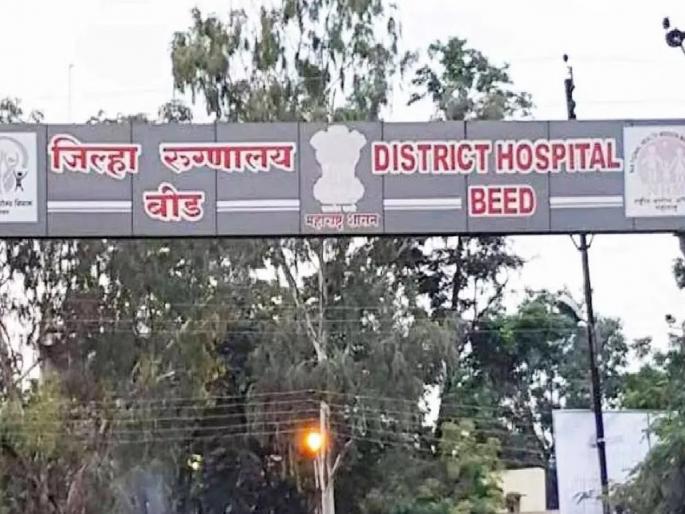 जिल्हा रुग्णालय
बीड
महाराष्ट्र शासन
DISTRICT HOSPITAL
BEED